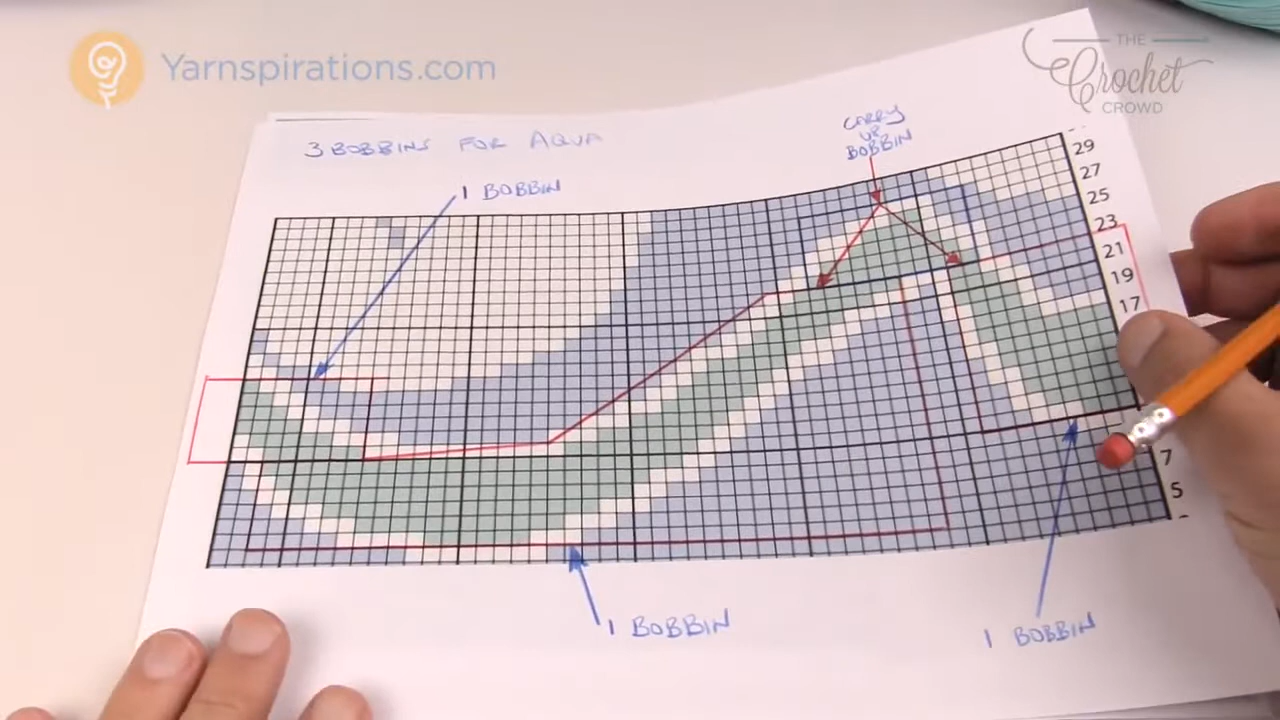 Yarnspirations.com
THE
Crochet
CROWD
3 BOBBINS FOR AQUA
CARRY
UP
BOBBIN
1 BOBBIN
29
27
25
23
21
19
17
7
5
1 BOBBIN
1 BOBBIN